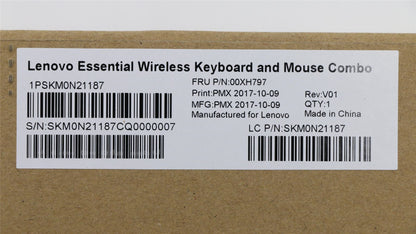 Lenovo Essential Wireless Keyboard and Mouse Combo
1PSKM0N21187
FRU P/N:00XH797
Print:PMX 2017-10-09 Rev:V01
MFG:PMX 2017-10-09 QTY:1
Manufactured for Lenovo Made in China
S/N:SKM0N21187CQ0000007
LC P/N:SKM0N21187